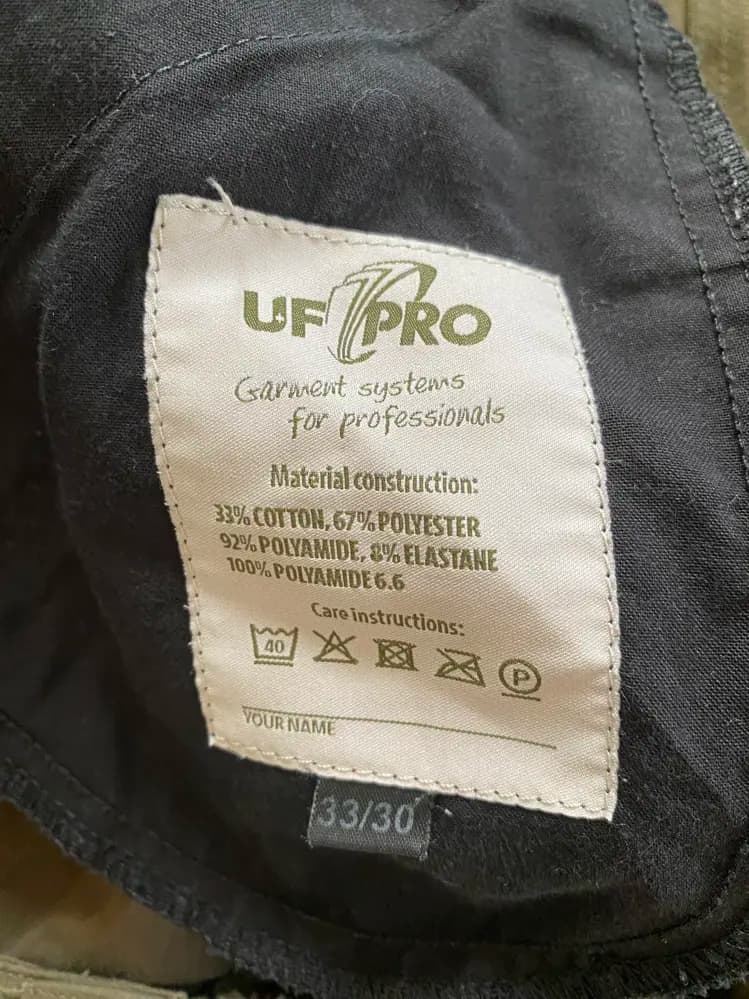 UF PRO
Garment systems
for professionals
Material construction:
33% COTTON, 67% POLYESTER
92% POLYAMIDE, 8% ELASTANE
100% POLYAMIDE 6.6
Care instructions:
40 P
YOUR NAME
33/30